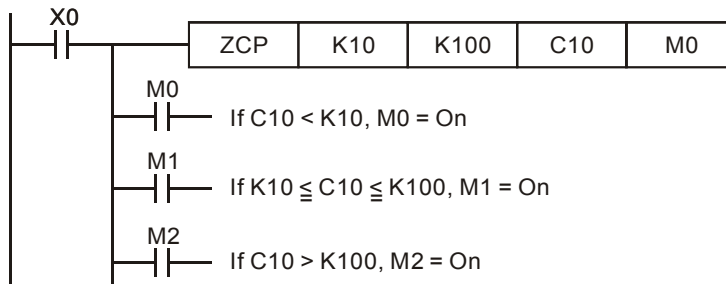 X0
ZCP K10 K100 C10 M0
M0
If C10 < K10, M0 = On
M1
If K10 ≦ C10 ≦ K100, M1 = On
M2
If C10 > K100, M2 = On